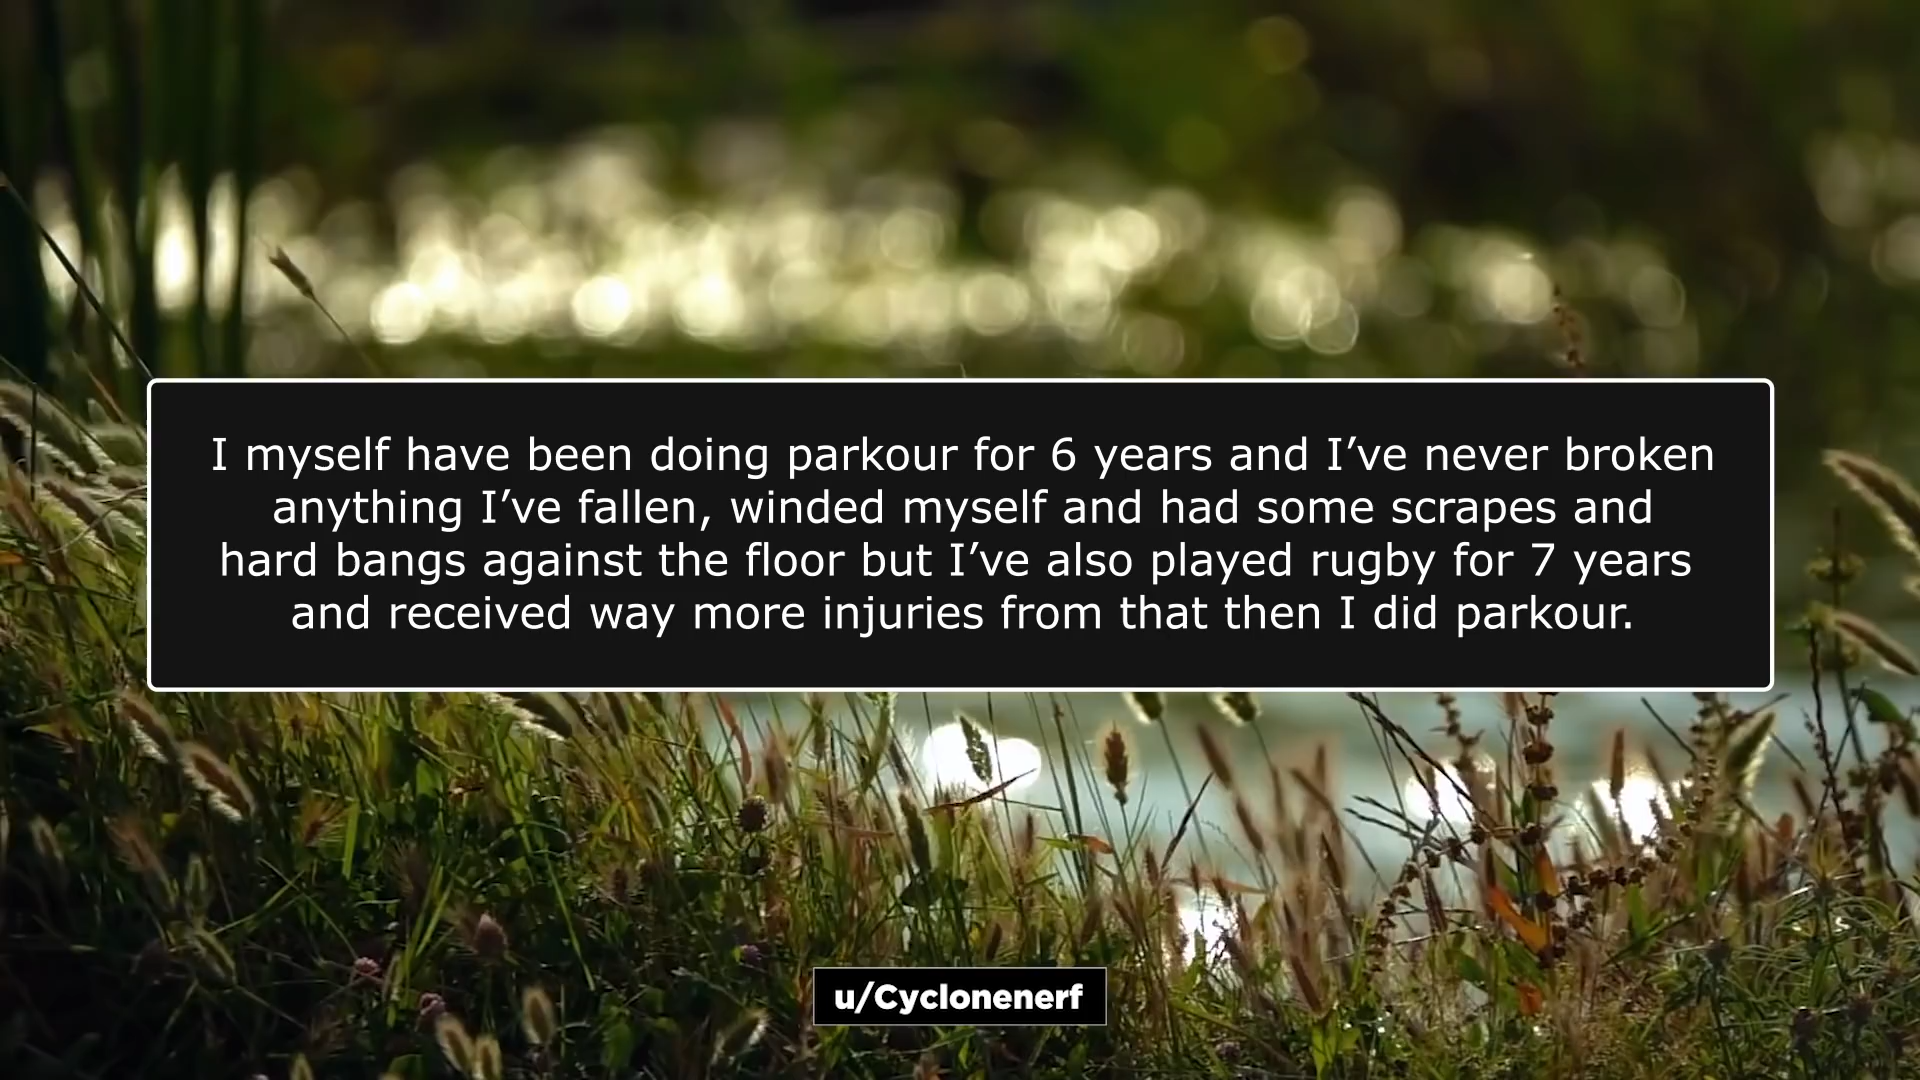 I myself have been doing parkour for 6 years and I’ve never broken
anything I’ve fallen, winded myself and had some scrapes and
hard bangs against the floor but I’ve also played rugby for 7 years
and received way more injuries from that then I did parkour.
u/Cyclonenerf